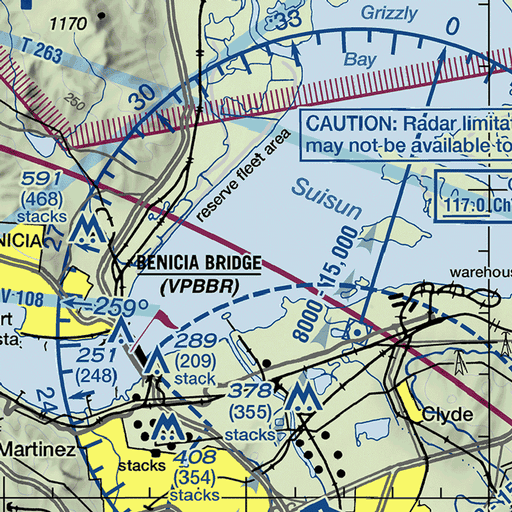 1170
T 263
33
Grizzly
0
Bay
250
30
CAUTION: Radar limitat
may not be available to
reserve fleet area
591
(468)
stacks
Suisun
117.0 Ch
NICIA
27
BENICIA BRIDGE
(VPBBR)
15,000
8000
warehous
V 108
259°
rt
sta
251
(248)
289
(209)
stack
24
378
(355)
stacks
Clyde
Martinez
stacks
408
(354)
stacks
15